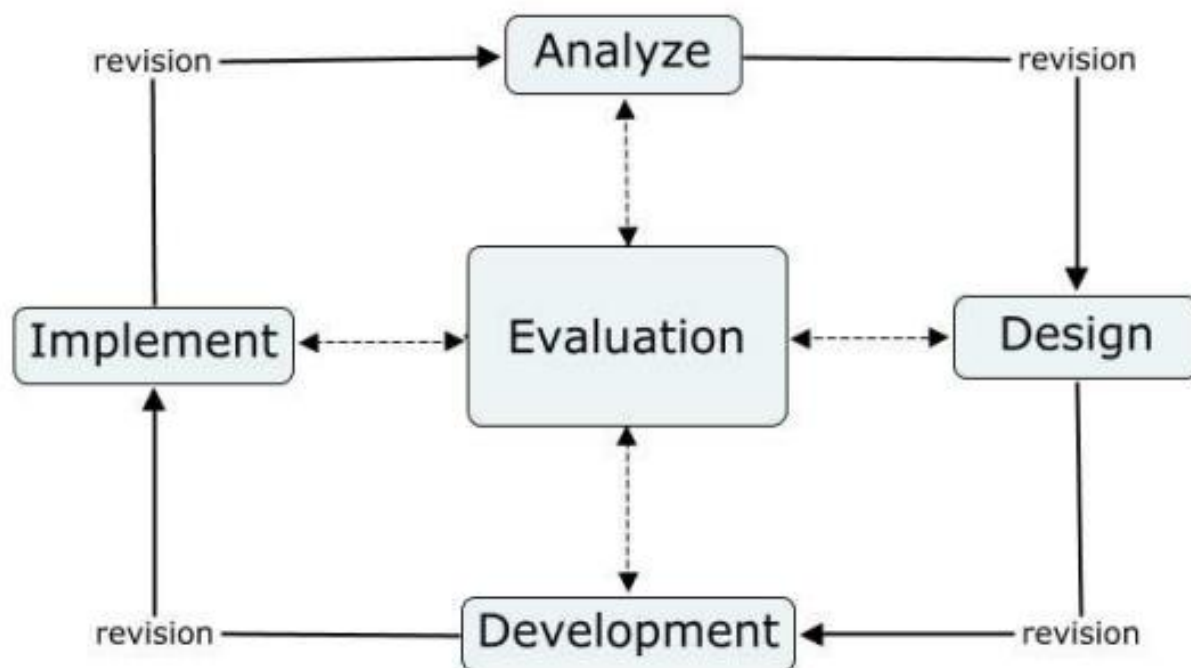 revision
Analyze
revision
Implement
Evaluation
Design
revision
Development
revision